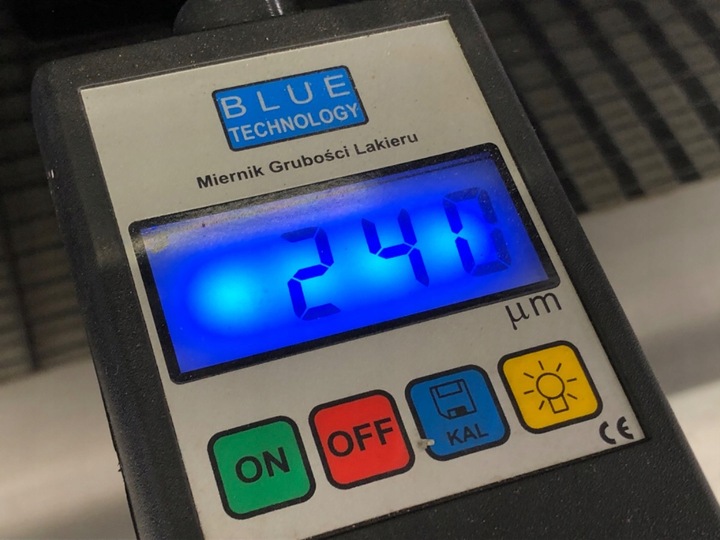 BLUE
TECHNOLOGY
Miernik Grubości Lakieru
240
μm
ON
OFF
KAL
CE